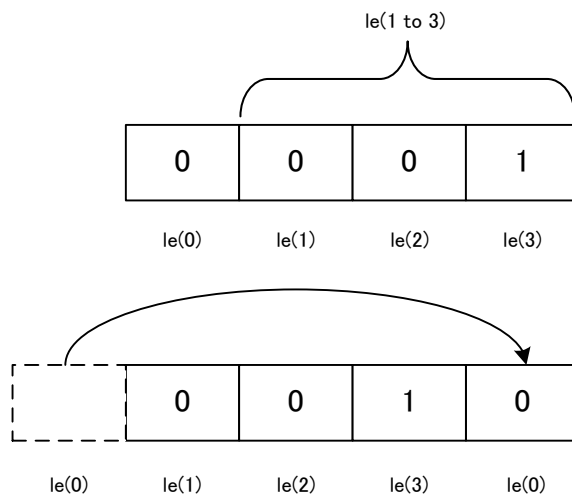 le(1 to 3)
0 0 0 1
le(0) le(1) le(2) le(3)
0 0 1 0
le(0) le(1) le(2) le(3) le(0)